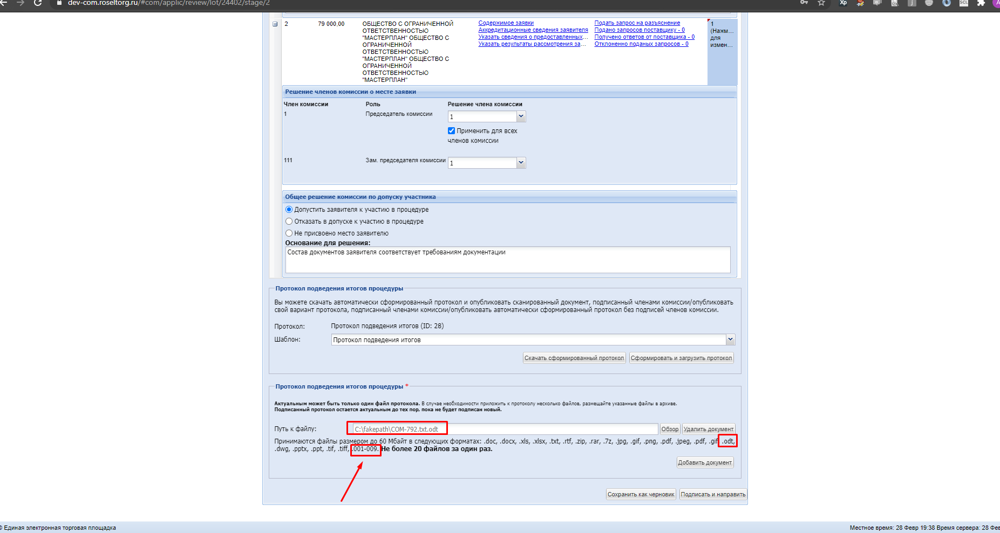 dev-com.roseltorg.ru/#com/applic/review/lot/24402/stage/2
2
79 000,00
ОБЩЕСТВО С ОГРАНИЧЕННОЙ
ОТВЕТСТВЕННОСТЬЮ
"МАСТЕРПЛАН" ОБЩЕСТВО С
ОГРАНИЧЕННОЙ
ОТВЕТСТВЕННОСТЬЮ
"МАСТЕРПЛАН" ОБЩЕСТВО С
ОГРАНИЧЕННОЙ
ОТВЕТСТВЕННОСТЬЮ
"МАСТЕРПЛАН"
Содержимое заявки
Аккредитационные сведения заявителя
Указать сведения о предоставленных...
Указать результаты рассмотрения за...
Подать запрос на разъяснение
Подано запросов поставщику - 0
Получено ответов от поставщика - 0
Отклоненно поданых запросов - 0
1
(Нажм...
для
измен...
Решение членов комиссии о месте заявки
Член комиссии Роль Решение члена комиссии
1 Председатель комиссии 1
Применить для всех
членов комиссии
111 Зам. председателя комиссии 1
Общее решение комиссии по допуску участника
Допустить заявителя к участию в процедуре
Отказать в допуске к участию в процедуре
Не присвоено место заявителю
Основание для решения:
Состав документов заявителя соответствует требованиям документации
Протокол подведения итогов процедуры
Вы можете скачать автоматически сформированный протокол и опубликовать сканированный документ, подписанный членами комиссии/опубликовать
свой вариант протокола, подписанный членами комиссии/опубликовать автоматически сформированный протокол без подписей членов комиссии.
Протокол: Протокол подведения итогов (ID: 28)
Шаблон: Протокол подведения итогов
Скачать сформированный протокол Сформировать и загрузить протокол
Протокол подведения итогов процедуры *
Актуальным может быть только один файл протокола. В случае необходимости приложить к протоколу несколько файлов, размещайте указанные файлы в архиве.
Подписанный протокол остается актуальным до тех пор, пока не будет подписан новый.
Путь к файлу: C:\fakepath\COM-792.txt.odt Обзор Удалить документ
Принимаются файлы размером до 60 Мбайт в следующих форматах: .doc, .docx, .xls, .xlsx, .txt, .rtf, .zip, .rar, .7z, .jpg, .gif, .png, .pdf, .jpeg, .pdf, .gif, .odt,
.dwg, .pptx, .ppt, .tif, .tiff, .001-009. Не более 20 файлов за один раз.
Добавить документ
Сохранить как черновик Подписать и направить
© Единая электронная торговая площадка
Местное время: 28 Февр 19:38 Время сервера: 28 Фев